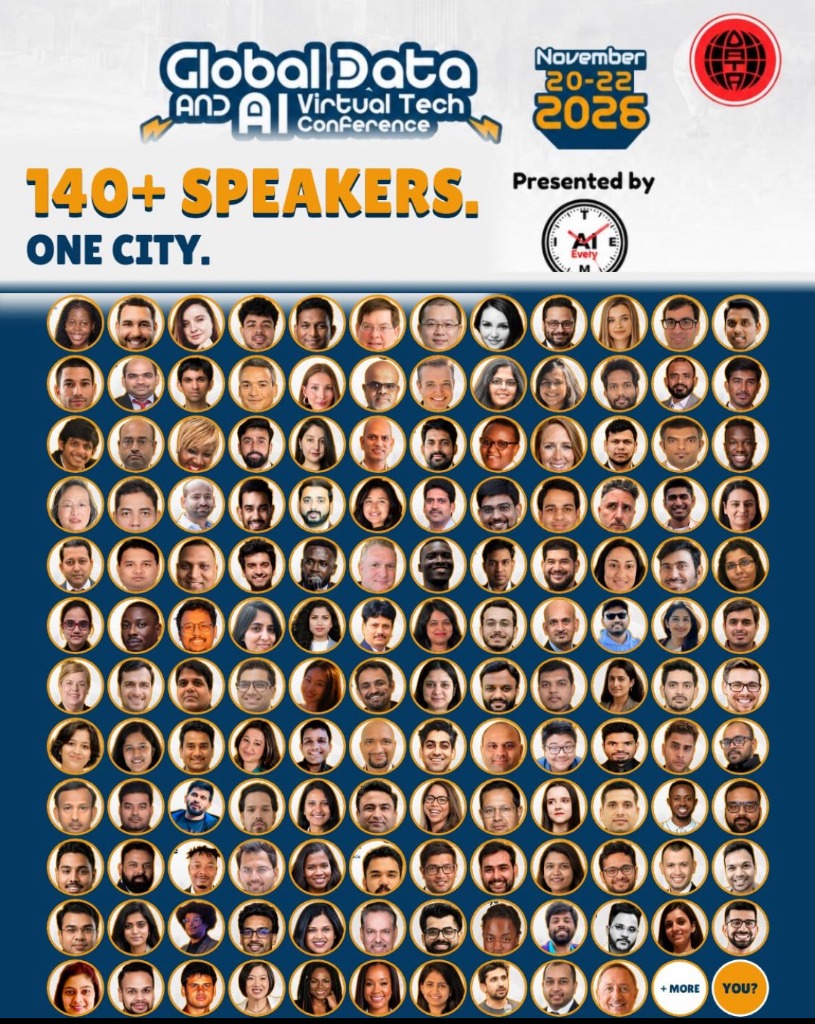 Global Data
AND AI Virtual Tech
Conference
November
20-22
2026
DGTA
140+ SPEAKERS.
ONE CITY.
Presented by
T
I AI E
Every
M
+ MORE
YOU?